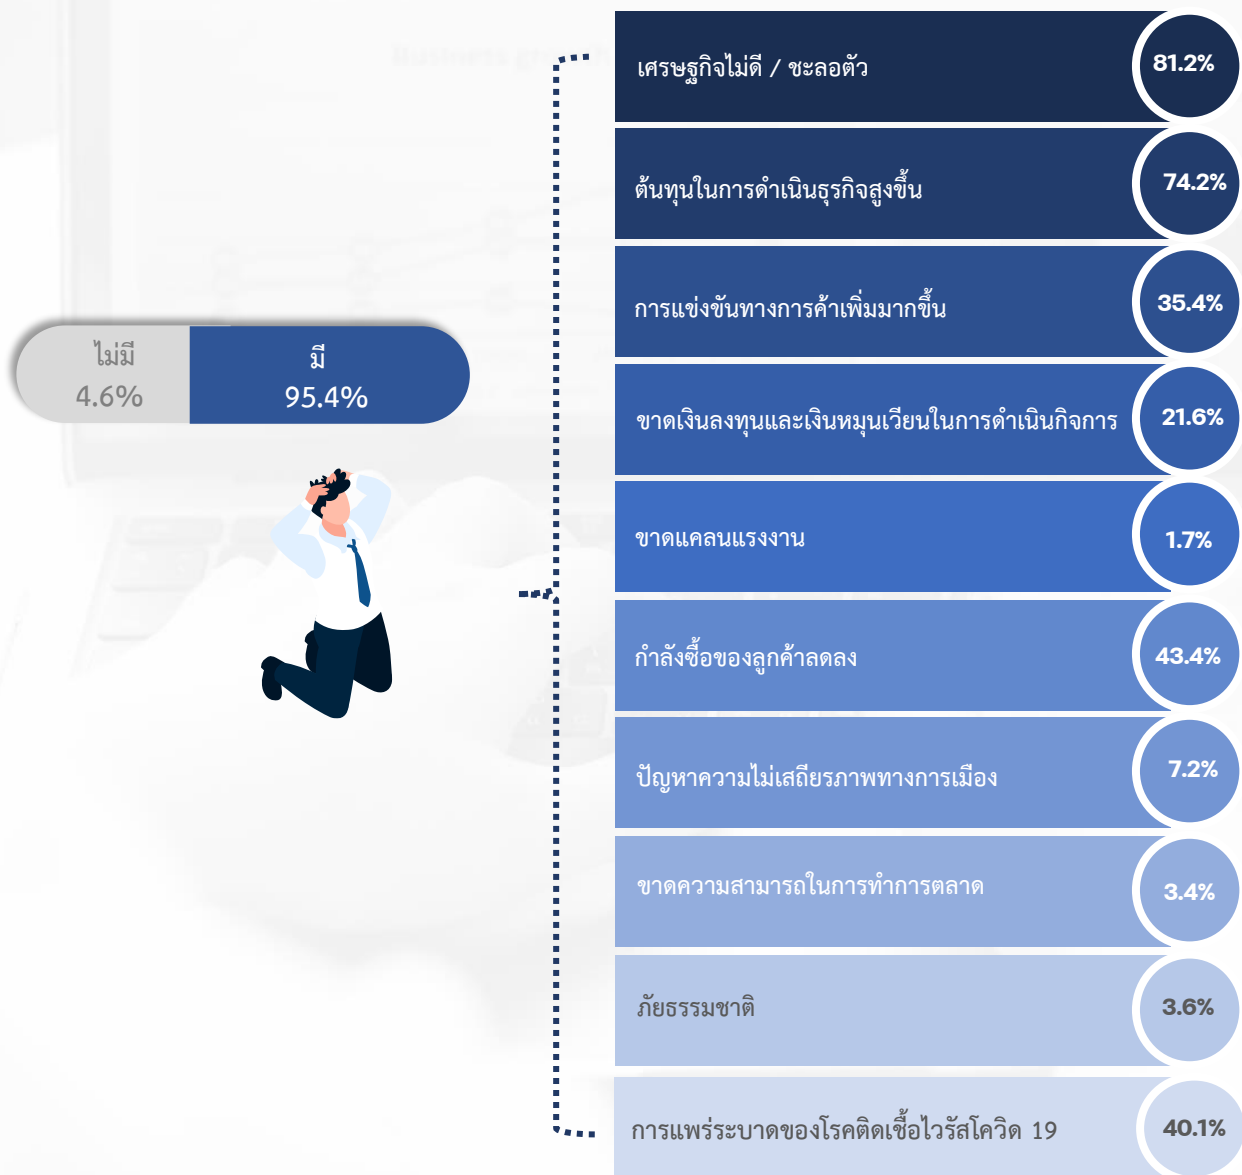 เศรษฐกิจไม่ดี / ชะลอตัว
81.2%
ต้นทุนในการดำเนินธุรกิจสูงขึ้น
74.2%
การแข่งขันทางการค้าเพิ่มมากขึ้น
35.4%
ไม่มี
4.6%
มี
95.4%
ขาดเงินลงทุนและเงินหมุนเวียนในการดำเนินกิจการ
21.6%
ขาดแคลนแรงงาน
1.7%
กำลังซื้อของลูกค้าลดลง
43.4%
ปัญหาความไม่เสถียรภาพทางการเมือง
7.2%
ขาดความสามารถในการทำการตลาด
3.4%
ภัยธรรมชาติ
3.6%
การแพร่ระบาดของโรคติดเชื้อไวรัสโควิด 19
40.1%